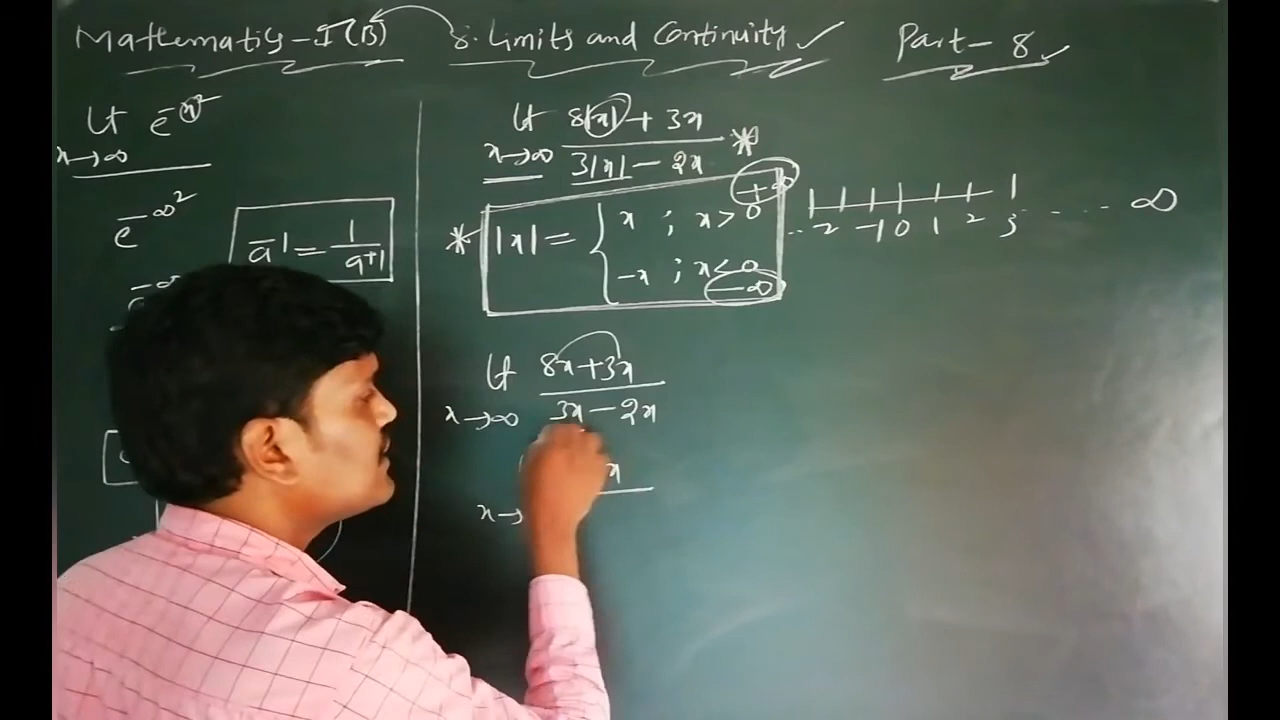 Mathematics-I(B) 8. Limits and Continuity ✓ Part-8 ✓
Lt e^-x²
x→∞
e^-∞²
a^-1 = 1/a^+1
Lt 8|x| + 3x
x→∞ 3|x| - 2x *
+∞
* |x| = { x ; x > 0
-x ; x < 0
-∞
..-2 -1 0 1 2 3 ..... ∞
Lt 8x+3x
x→∞ 3x-2x
x
x→